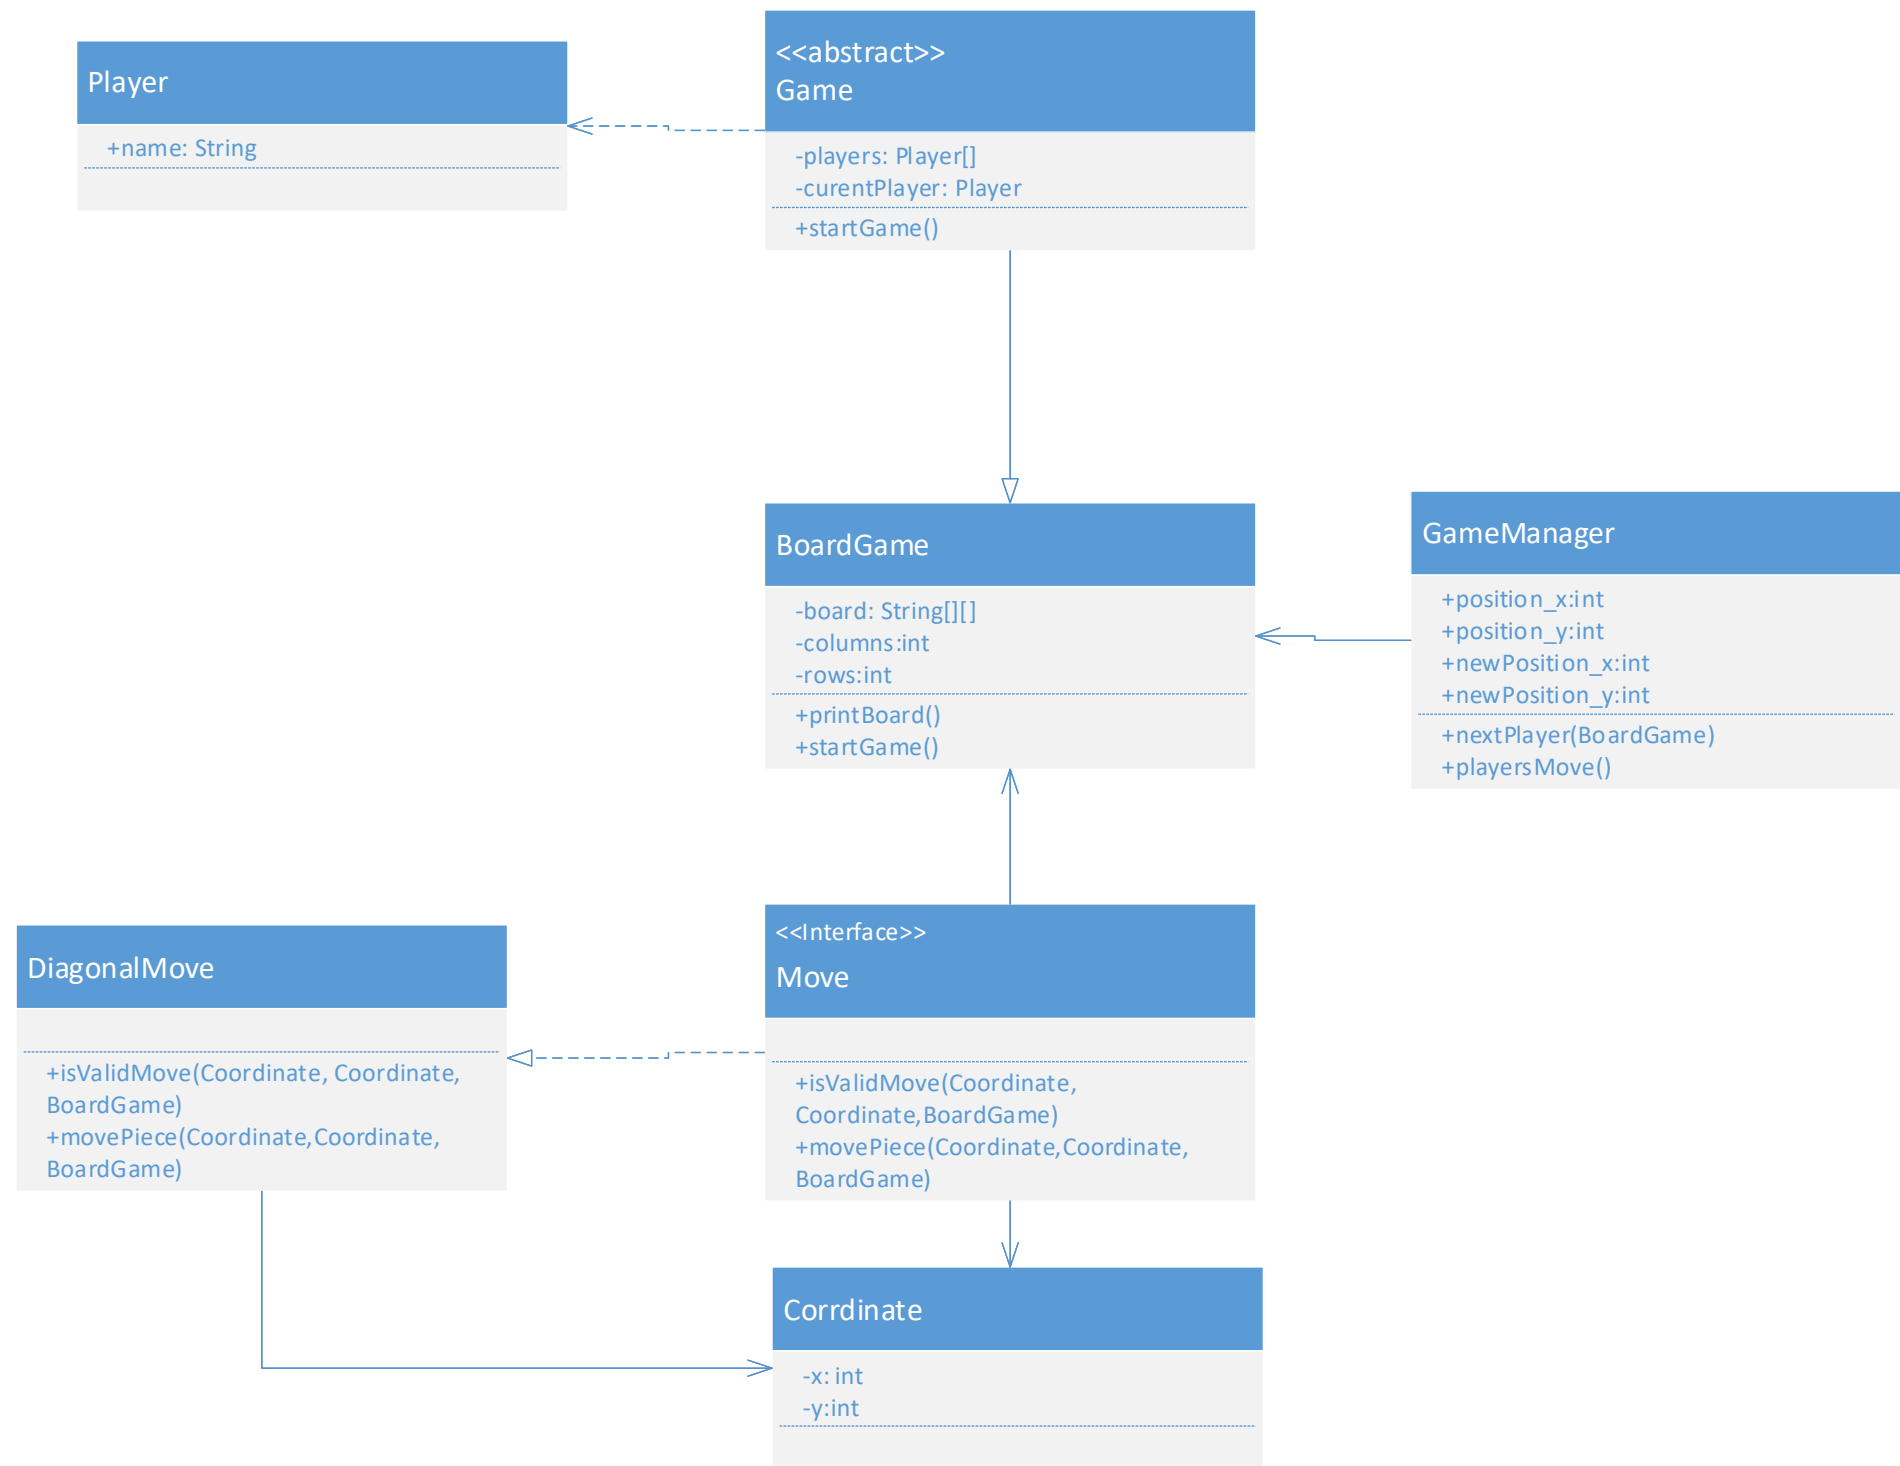 Player
+name: String
<<abstract>>
Game
-players: Player[]
-curentPlayer: Player
+startGame()
BoardGame
-board: String[][]
-columns:int
-rows:int
+printBoard()
+startGame()
GameManager
+position_x:int
+position_y:int
+newPosition_x:int
+newPosition_y:int
+nextPlayer(BoardGame)
+playersMove()
DiagonalMove
+isValidMove(Coordinate, Coordinate,
BoardGame)
+movePiece(Coordinate,Coordinate,
BoardGame)
<<Interface>>
Move
+isValidMove(Coordinate,
Coordinate,BoardGame)
+movePiece(Coordinate,Coordinate,
BoardGame)
Corrdinate
-x: int
-y:int